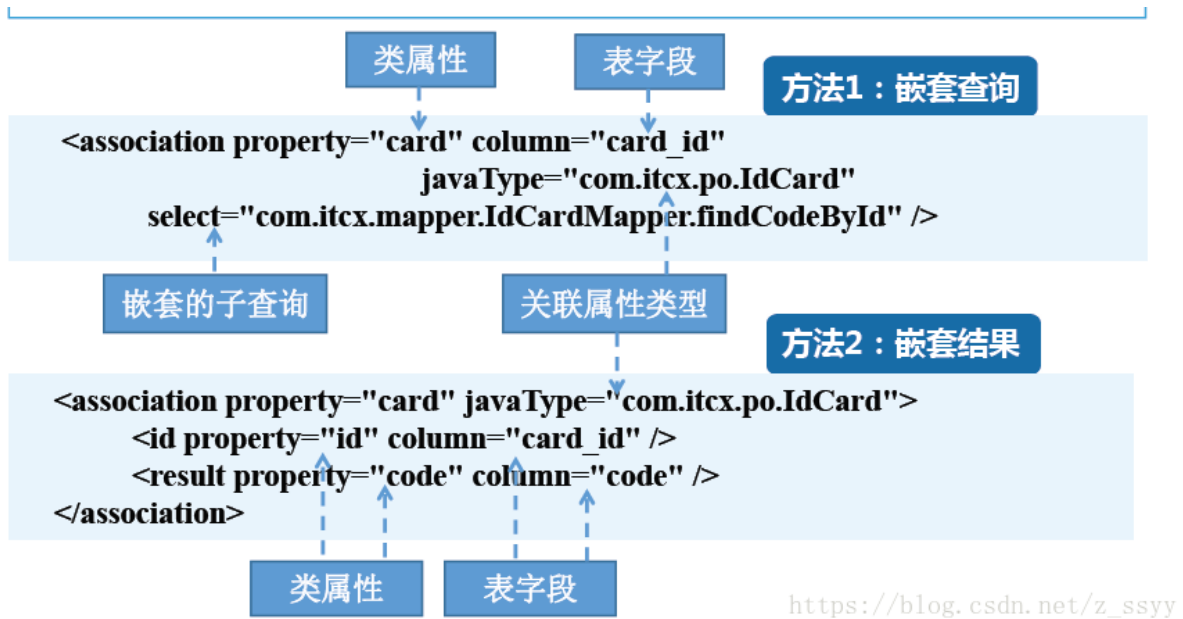 类属性
表字段
方法1：嵌套查询
<association property="card" column="card_id"
javaType="com.itcx.po.IdCard"
select="com.itcx.mapper.IdCardMapper.findCodeById" />
嵌套的子查询
关联属性类型
方法2：嵌套结果
<association property="card" javaType="com.itcx.po.IdCard">
<id property="id" column="card_id" />
<result property="code" column="code" />
</association>
类属性
表字段
https://blog.csdn.net/z_ssyy